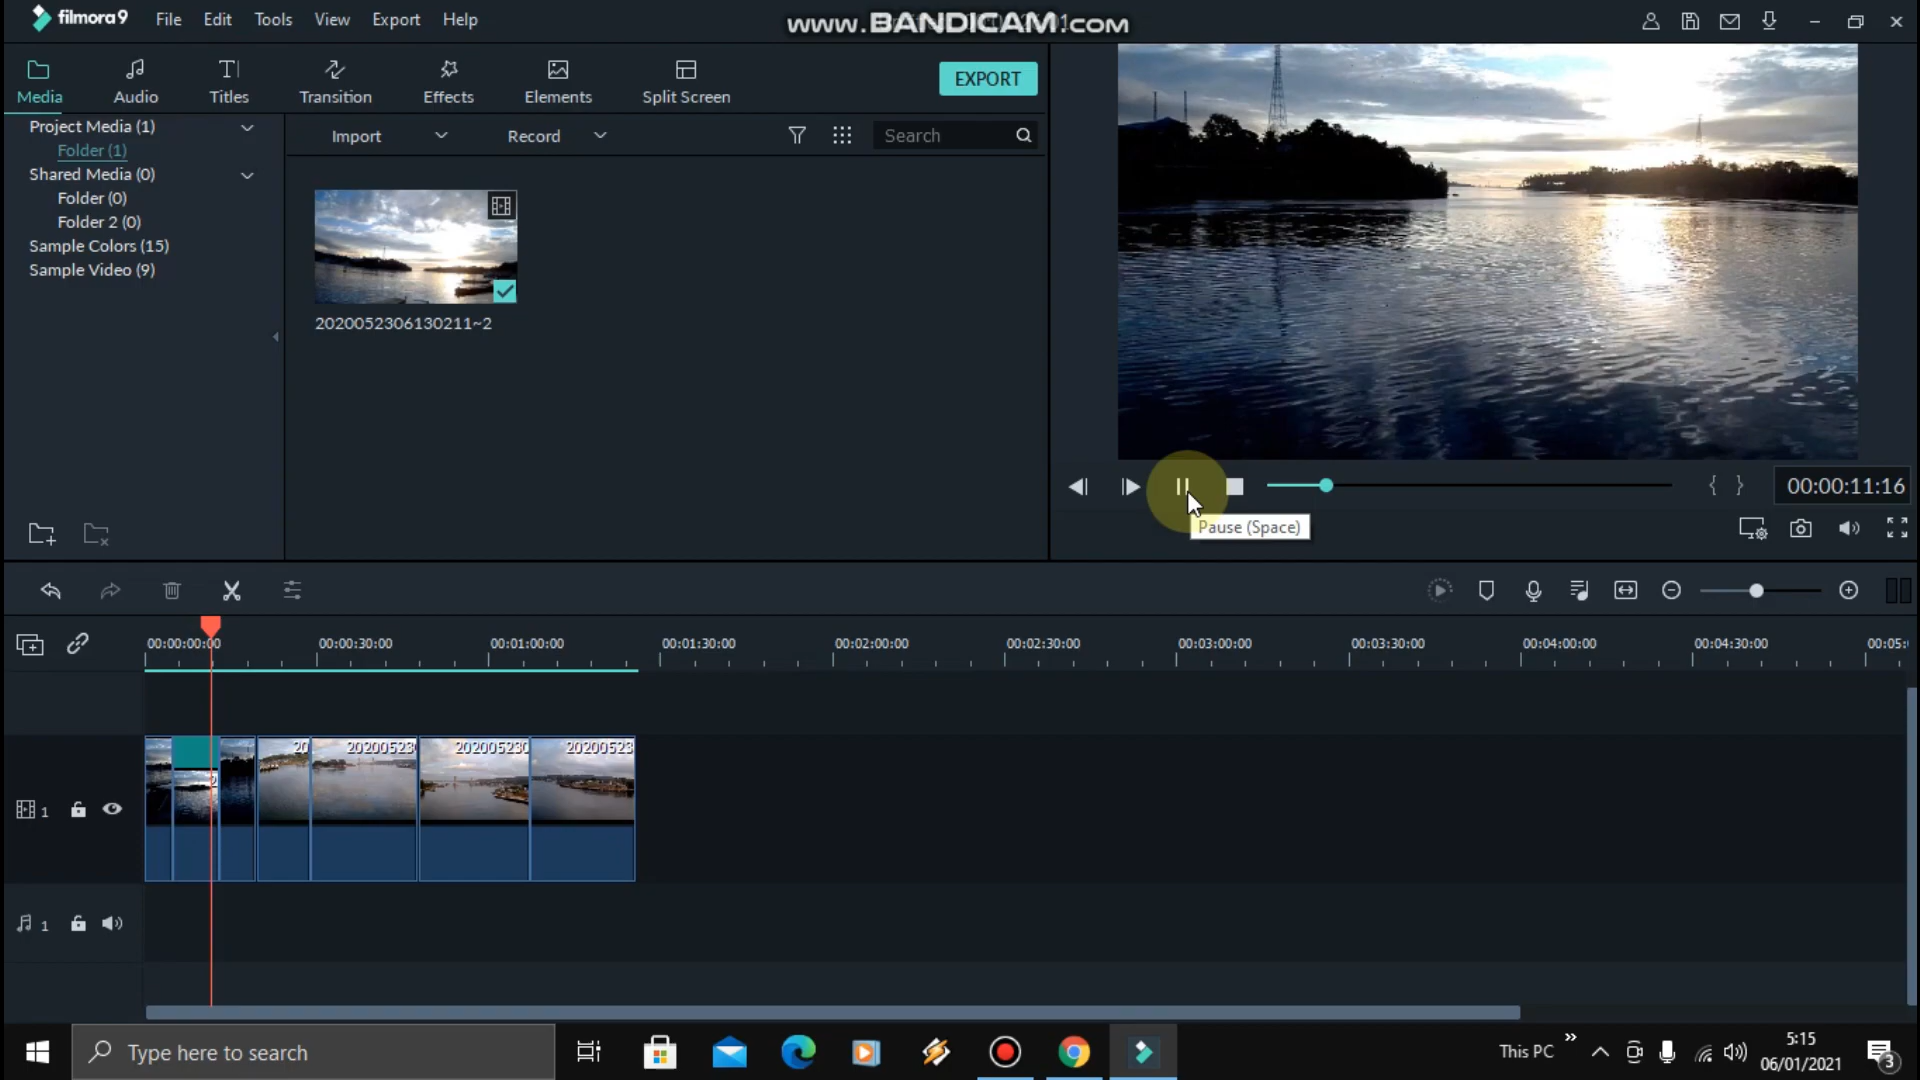 filmora9 File Edit Tools View Export Help
www.BANDICAM.com
Media Audio Titles Transition Effects Elements Split Screen EXPORT
Project Media (1) Import Record Search
Folder (1)
Shared Media (0)
Folder (0)
Folder 2 (0)
Sample Colors (15)
Sample Video (9)
2020052306130211~2
00:00:11:16
Pause (Space)
00:00:00:00 00:00:30:00 00:01:00:00 00:01:30:00 00:02:00:00 00:02:30:00 00:03:00:00 00:03:30:00 00:04:00:00 00:04:30:00 00:05:
20 20200523 20200523 20200523
2
1
1
Type here to search
This PC
5:15
06/01/2021
3